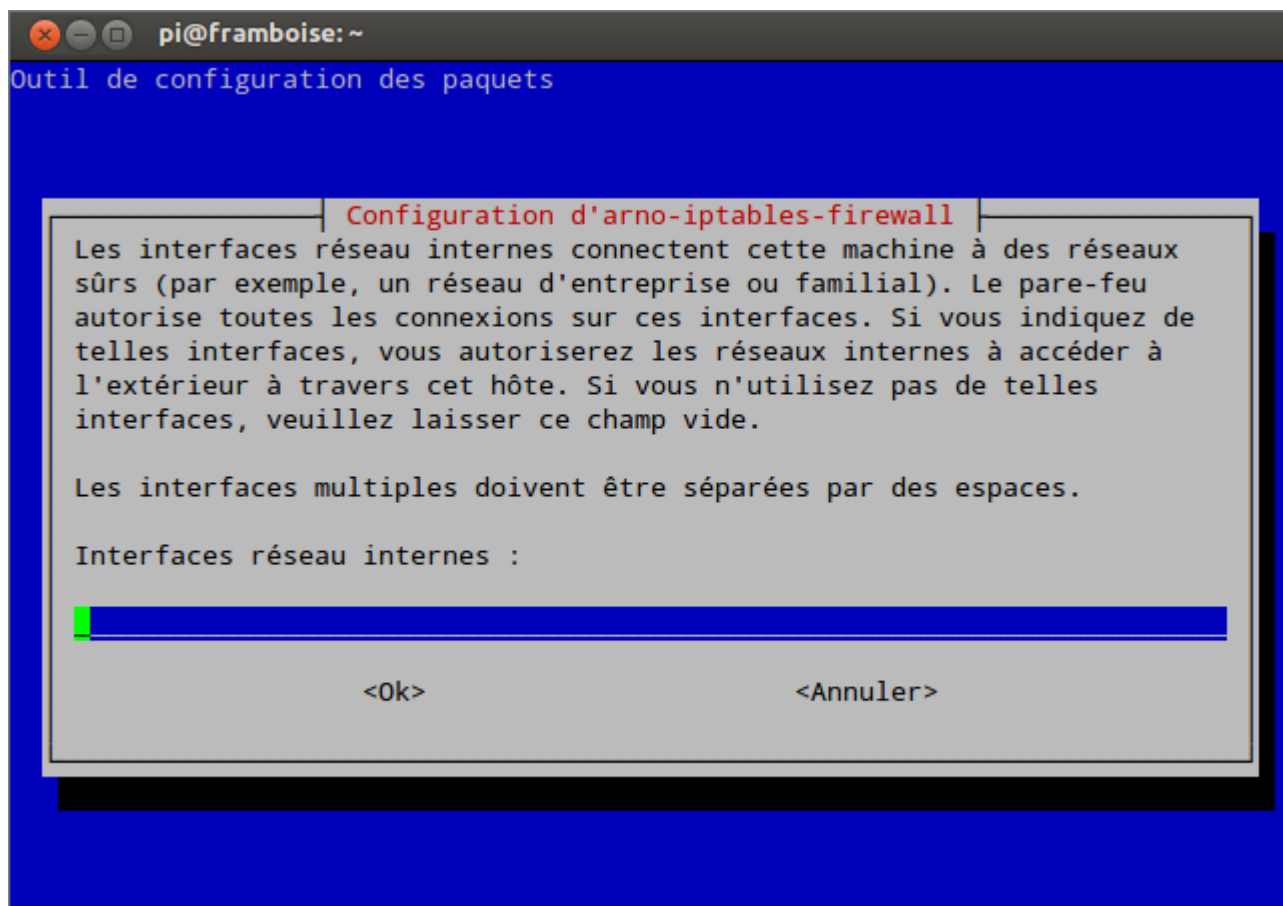 pi@framboise: ~
Outil de configuration des paquets
Configuration d'arno-iptables-firewall
Les interfaces réseau internes connectent cette machine à des réseaux
sûrs (par exemple, un réseau d'entreprise ou familial). Le pare-feu
autorise toutes les connexions sur ces interfaces. Si vous indiquez de
telles interfaces, vous autoriserez les réseaux internes à accéder à
l'extérieur à travers cet hôte. Si vous n'utilisez pas de telles
interfaces, veuillez laisser ce champ vide.
Les interfaces multiples doivent être séparées par des espaces.
Interfaces réseau internes :
<Ok> <Annuler>